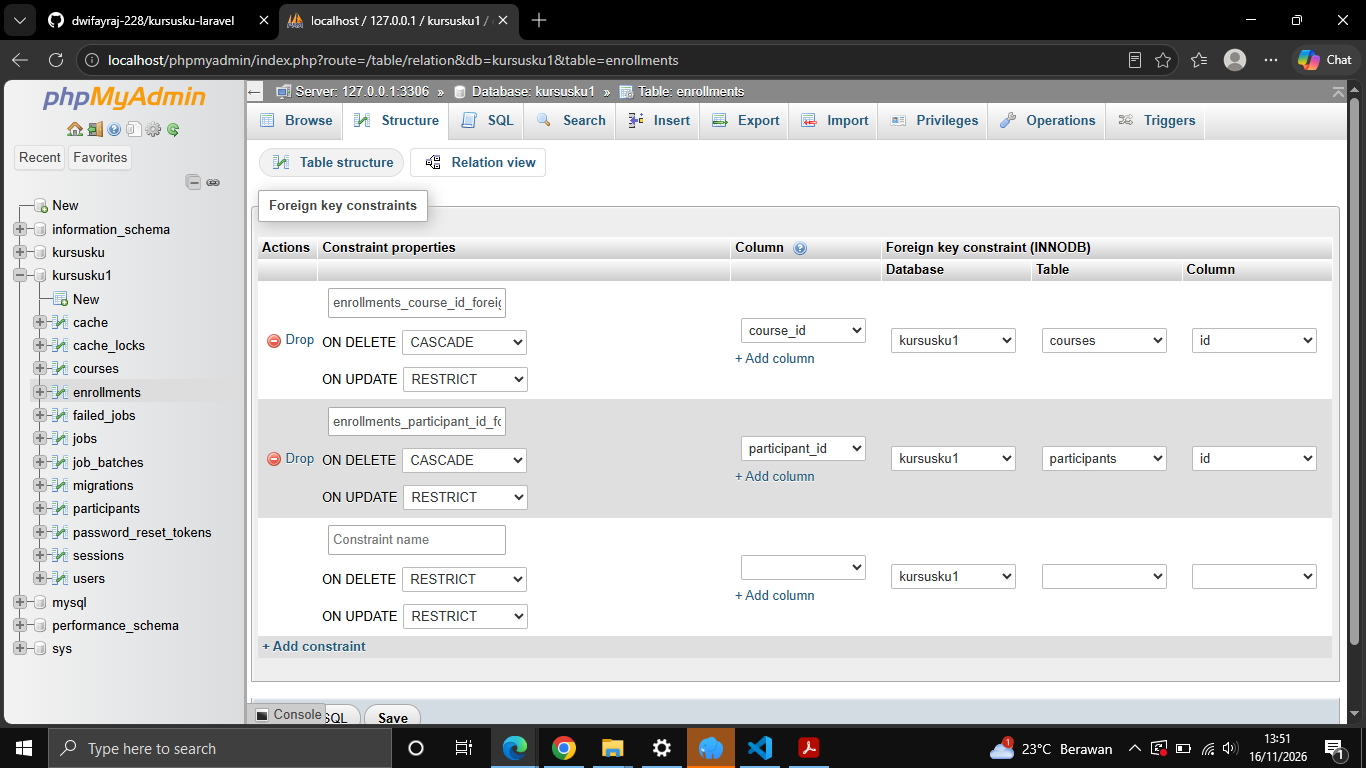 dwifayraj-228/kursusku-laravel
localhost / 127.0.0.1 / kursusku1 /
localhost/phpmyadmin/index.php?route=/table/relation&db=kursusku1&table=enrollments
Chat
phpMyAdmin
Recent
Favorites
New
information_schema
kursusku
kursusku1
New
cache
cache_locks
courses
enrollments
failed_jobs
jobs
job_batches
migrations
participants
password_reset_tokens
sessions
users
mysql
performance_schema
sys
Server: 127.0.0.1:3306 » Database: kursusku1 » Table: enrollments
Browse Structure SQL Search Insert Export Import Privileges Operations Triggers
Table structure Relation view
Foreign key constraints
Actions Constraint properties Column Foreign key constraint (INNODB)
Database Table Column
enrollments_course_id_foreig
Drop ON DELETE CASCADE course_id kursusku1 courses id
+ Add column
ON UPDATE RESTRICT
enrollments_participant_id_fo
Drop ON DELETE CASCADE participant_id kursusku1 participants id
+ Add column
ON UPDATE RESTRICT
Constraint name
ON DELETE RESTRICT kursusku1
+ Add column
ON UPDATE RESTRICT
+ Add constraint
Console SQL Save
Type here to search
1 23°C Berawan
13:51
16/11/2026
1